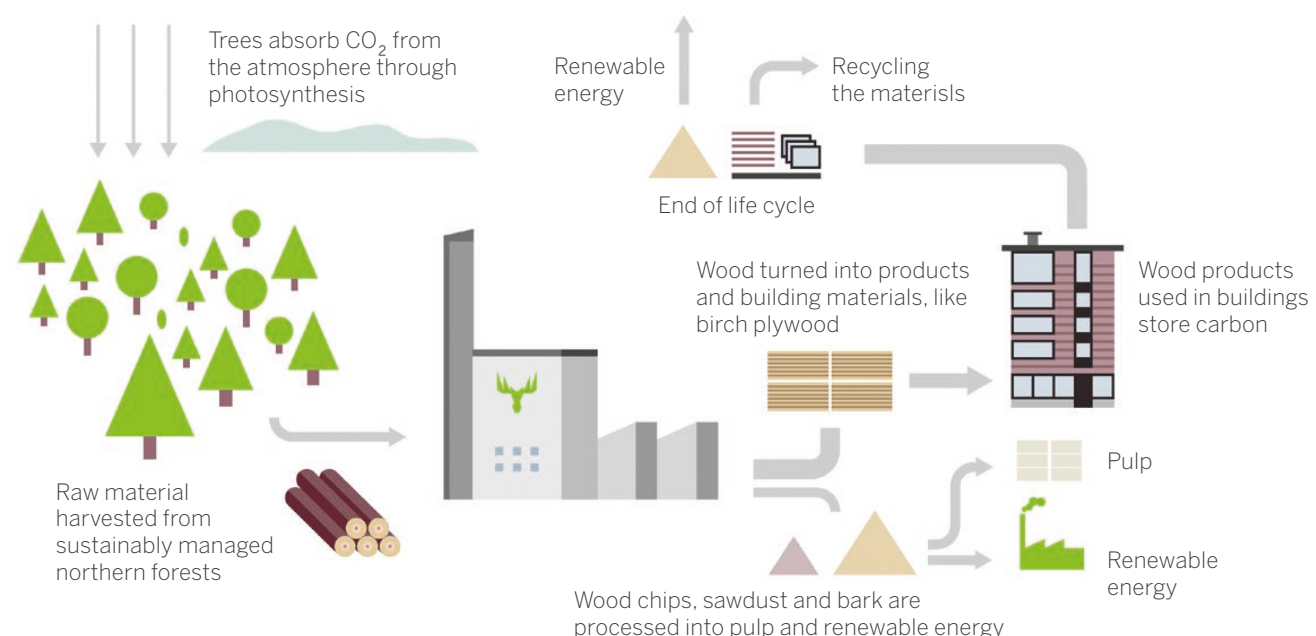 Trees absorb CO₂ from
the atmosphere through
photosynthesis
Renewable
energy
Recycling
the materisls
End of life cycle
Wood turned into products
and building materials, like
birch plywood
Wood products
used in buildings
store carbon
Raw material
harvested from
sustainably managed
northern forests
Pulp
Renewable
energy
Wood chips, sawdust and bark are
processed into pulp and renewable energy